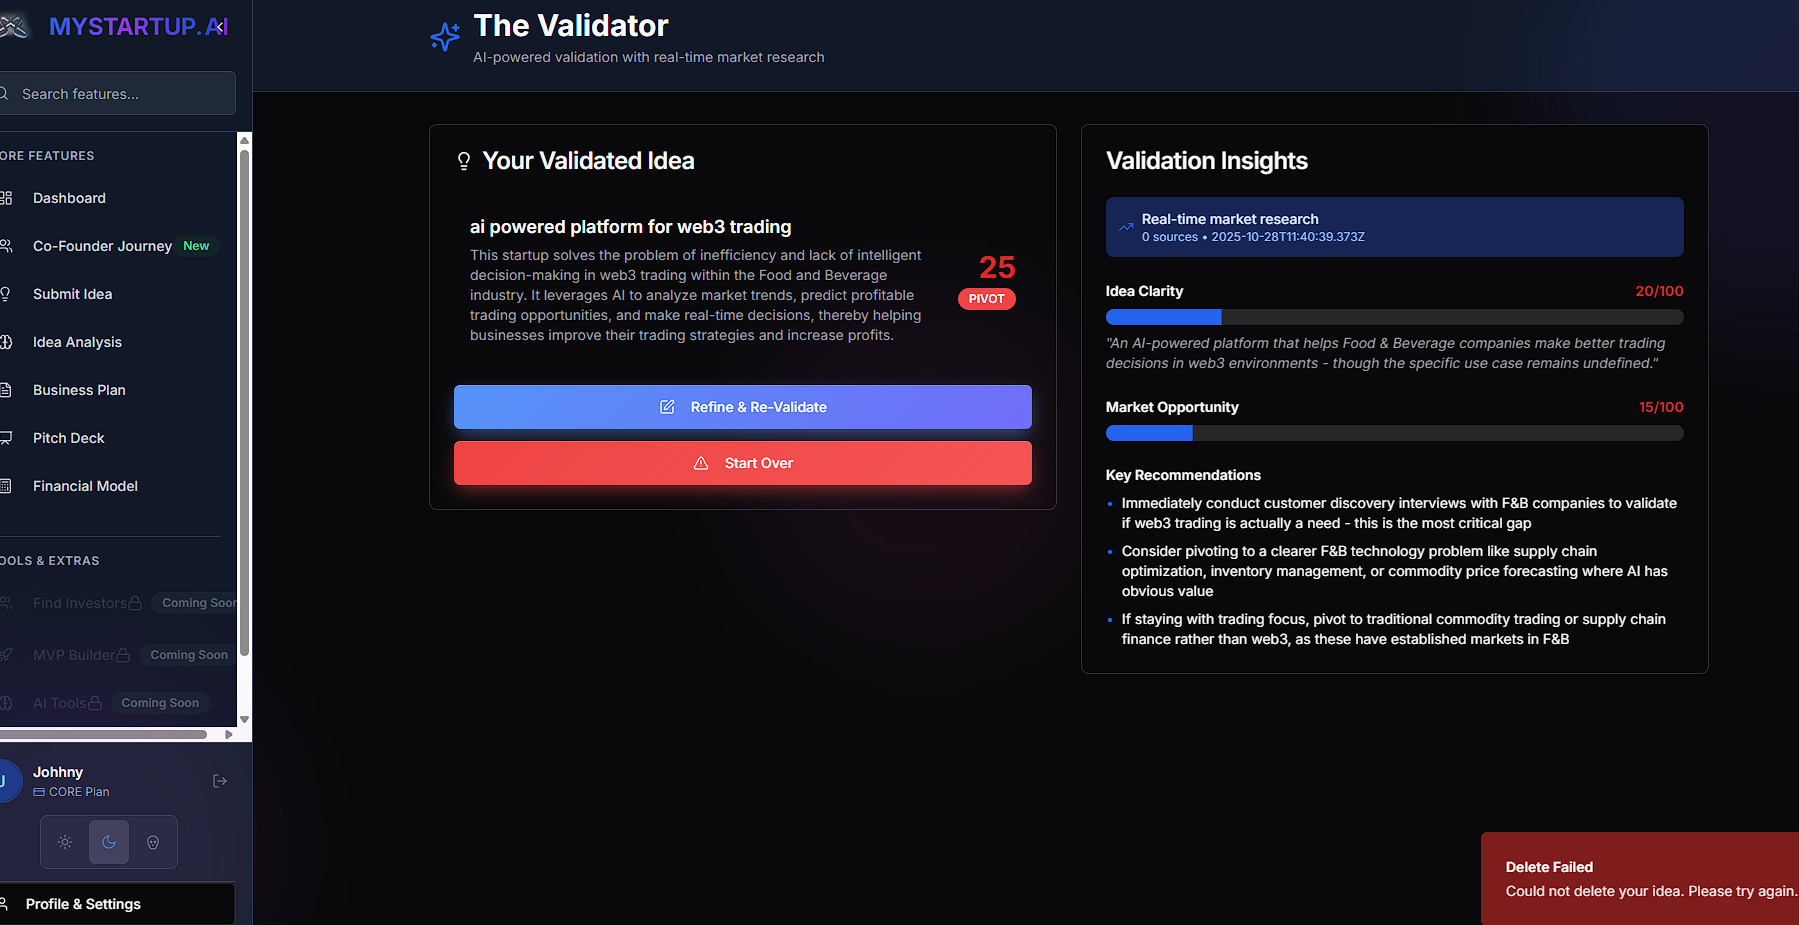 MYSTARTUP.AI
Search features...
ORE FEATURES
Dashboard
Co-Founder Journey New
Submit Idea
Idea Analysis
Business Plan
Pitch Deck
Financial Model
OOLS & EXTRAS
Find Investors Coming Soon
MVP Builder Coming Soon
AI Tools Coming Soon
J
Johhny
CORE Plan
Profile & Settings
The Validator
AI-powered validation with real-time market research
Your Validated Idea
ai powered platform for web3 trading
This startup solves the problem of inefficiency and lack of intelligent
decision-making in web3 trading within the Food and Beverage
industry. It leverages AI to analyze market trends, predict profitable
trading opportunities, and make real-time decisions, thereby helping
businesses improve their trading strategies and increase profits.
25
PIVOT
Refine & Re-Validate
Start Over
Validation Insights
Real-time market research
0 sources • 2025-10-28T11:40:39.373Z
Idea Clarity 20/100
"An AI-powered platform that helps Food & Beverage companies make better trading
decisions in web3 environments - though the specific use case remains undefined."
Market Opportunity 15/100
Key Recommendations
• Immediately conduct customer discovery interviews with F&B companies to validate
if web3 trading is actually a need - this is the most critical gap
• Consider pivoting to a clearer F&B technology problem like supply chain
optimization, inventory management, or commodity price forecasting where AI has
obvious value
• If staying with trading focus, pivot to traditional commodity trading or supply chain
finance rather than web3, as these have established markets in F&B
Delete Failed
Could not delete your idea. Please try again.